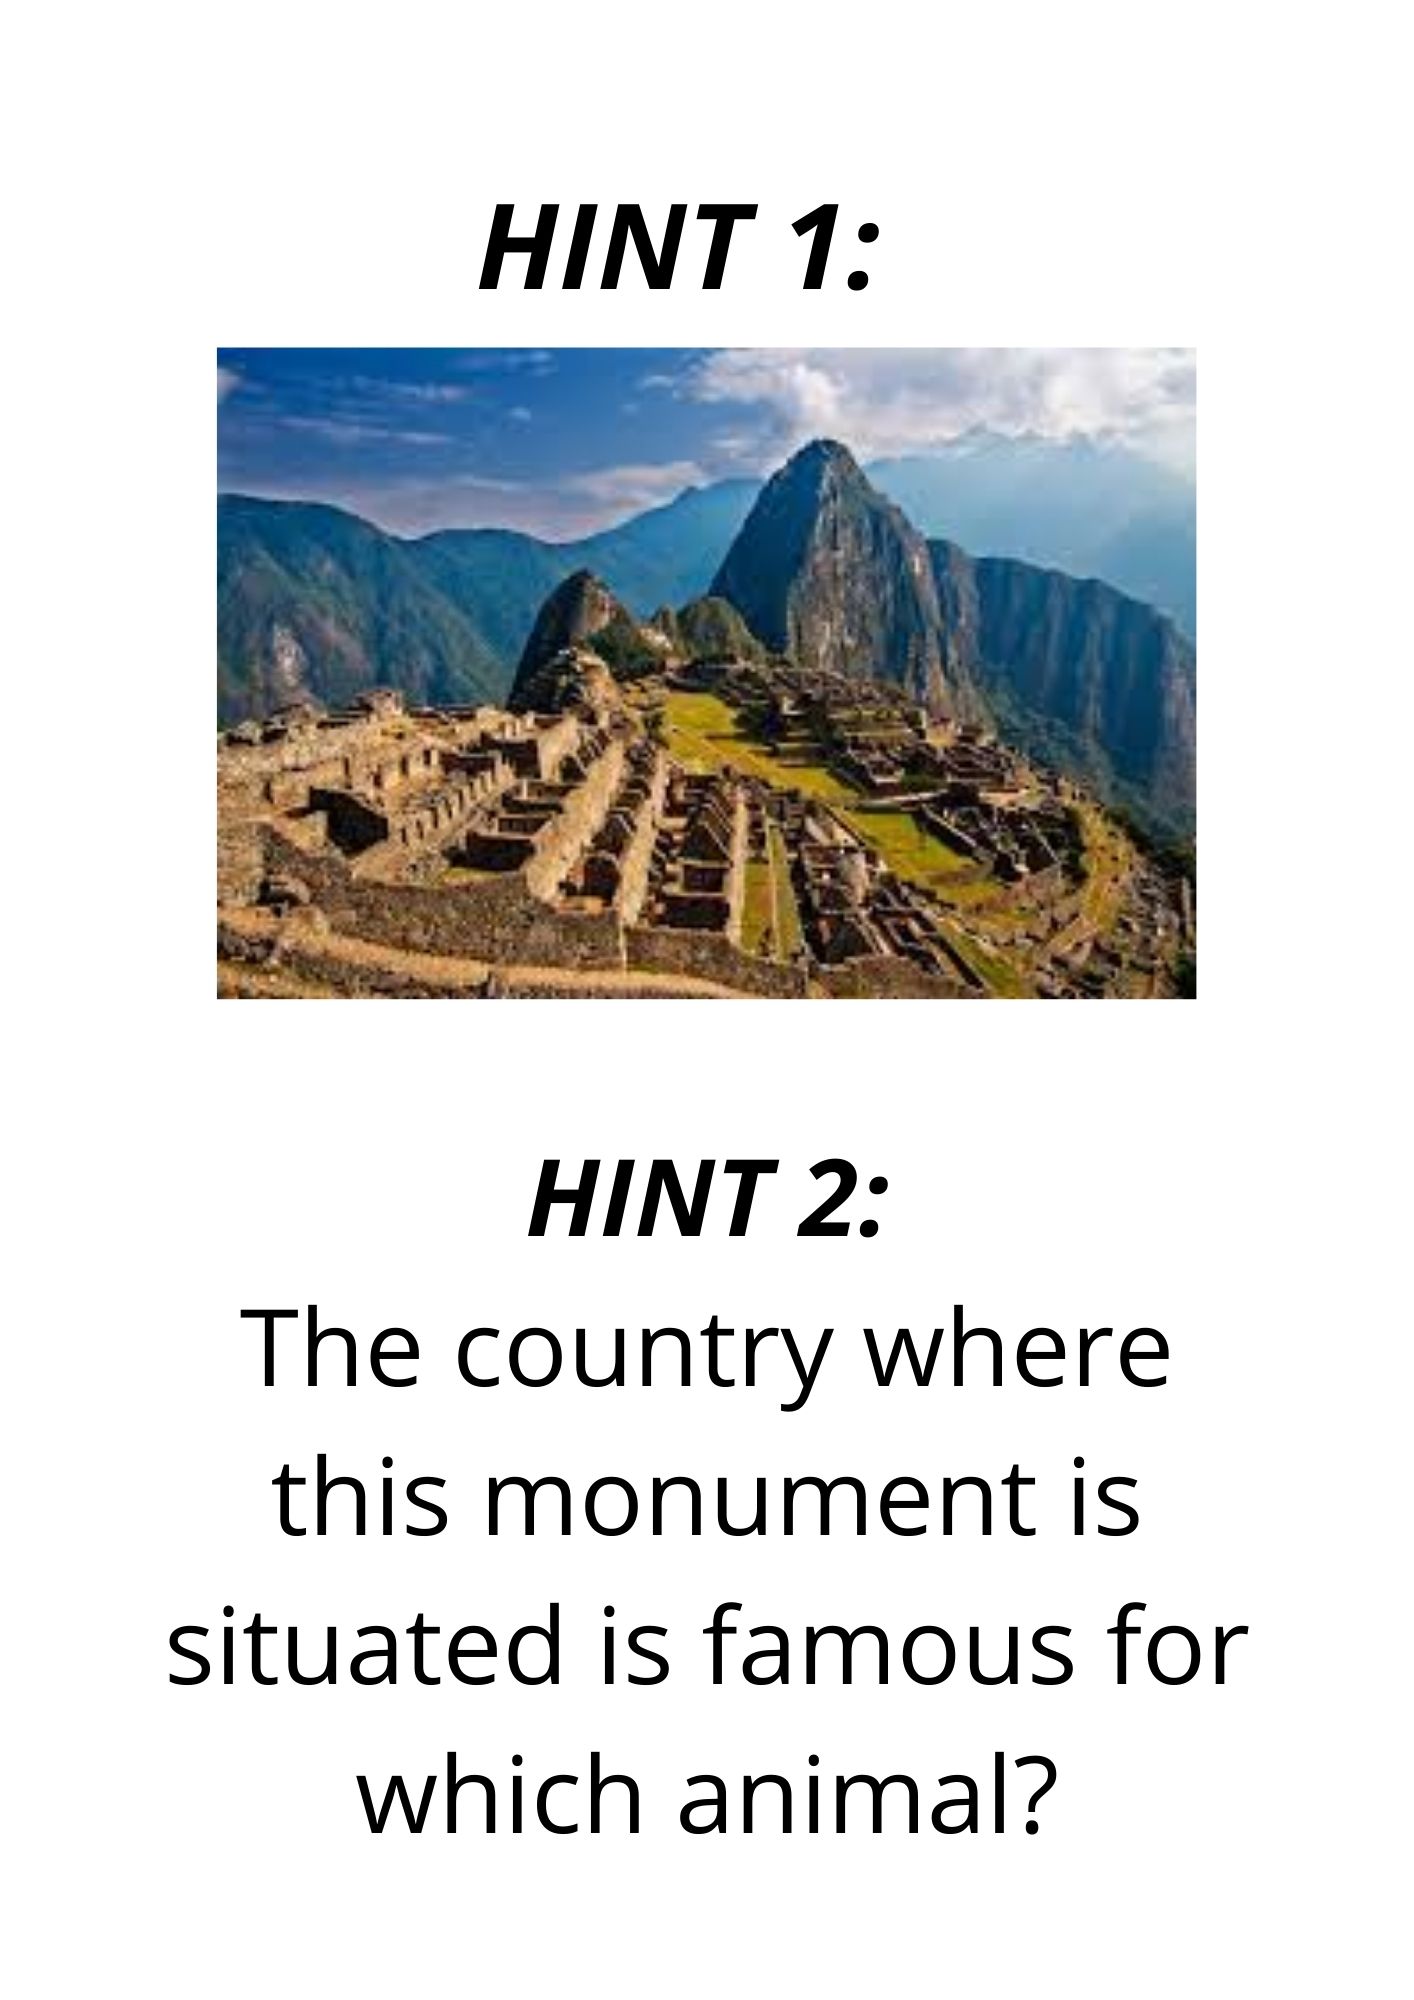 HINT 1:
HINT 2:
The country where
this monument is
situated is famous for
which animal?